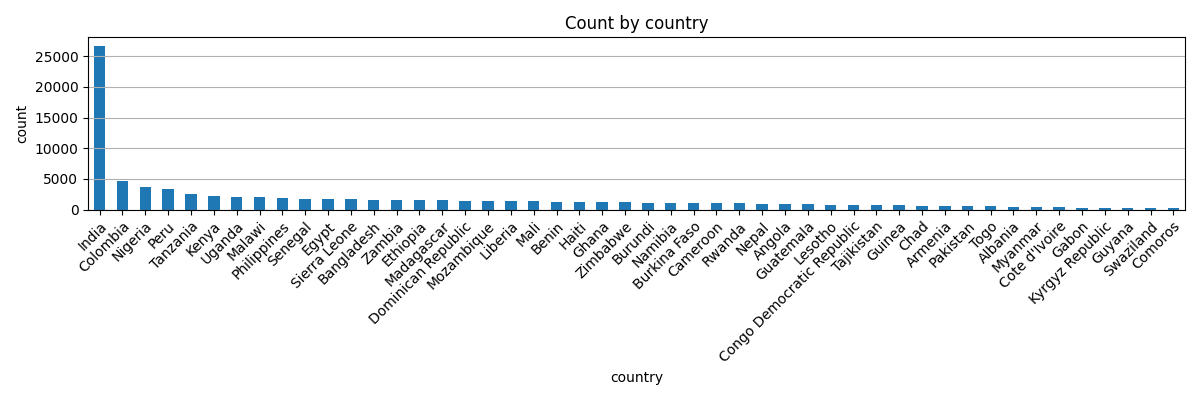 Count by country
25000
20000
15000
10000
5000
0
count
India
Colombia
Nigeria
Peru
Tanzania
Kenya
Uganda
Malawi
Philippines
Senegal
Egypt
Sierra Leone
Bangladesh
Zambia
Ethiopia
Madagascar
Dominican Republic
Mozambique
Liberia
Mali
Benin
Haiti
Ghana
Zimbabwe
Burundi
Namibia
Burkina Faso
Cameroon
Rwanda
Nepal
Angola
Guatemala
Lesotho
Congo Democratic Republic
Tajikistan
Guinea
Chad
Armenia
Pakistan
Togo
Albania
Myanmar
Cote d'Ivoire
Gabon
Kyrgyz Republic
Guyana
Swaziland
Comoros
country